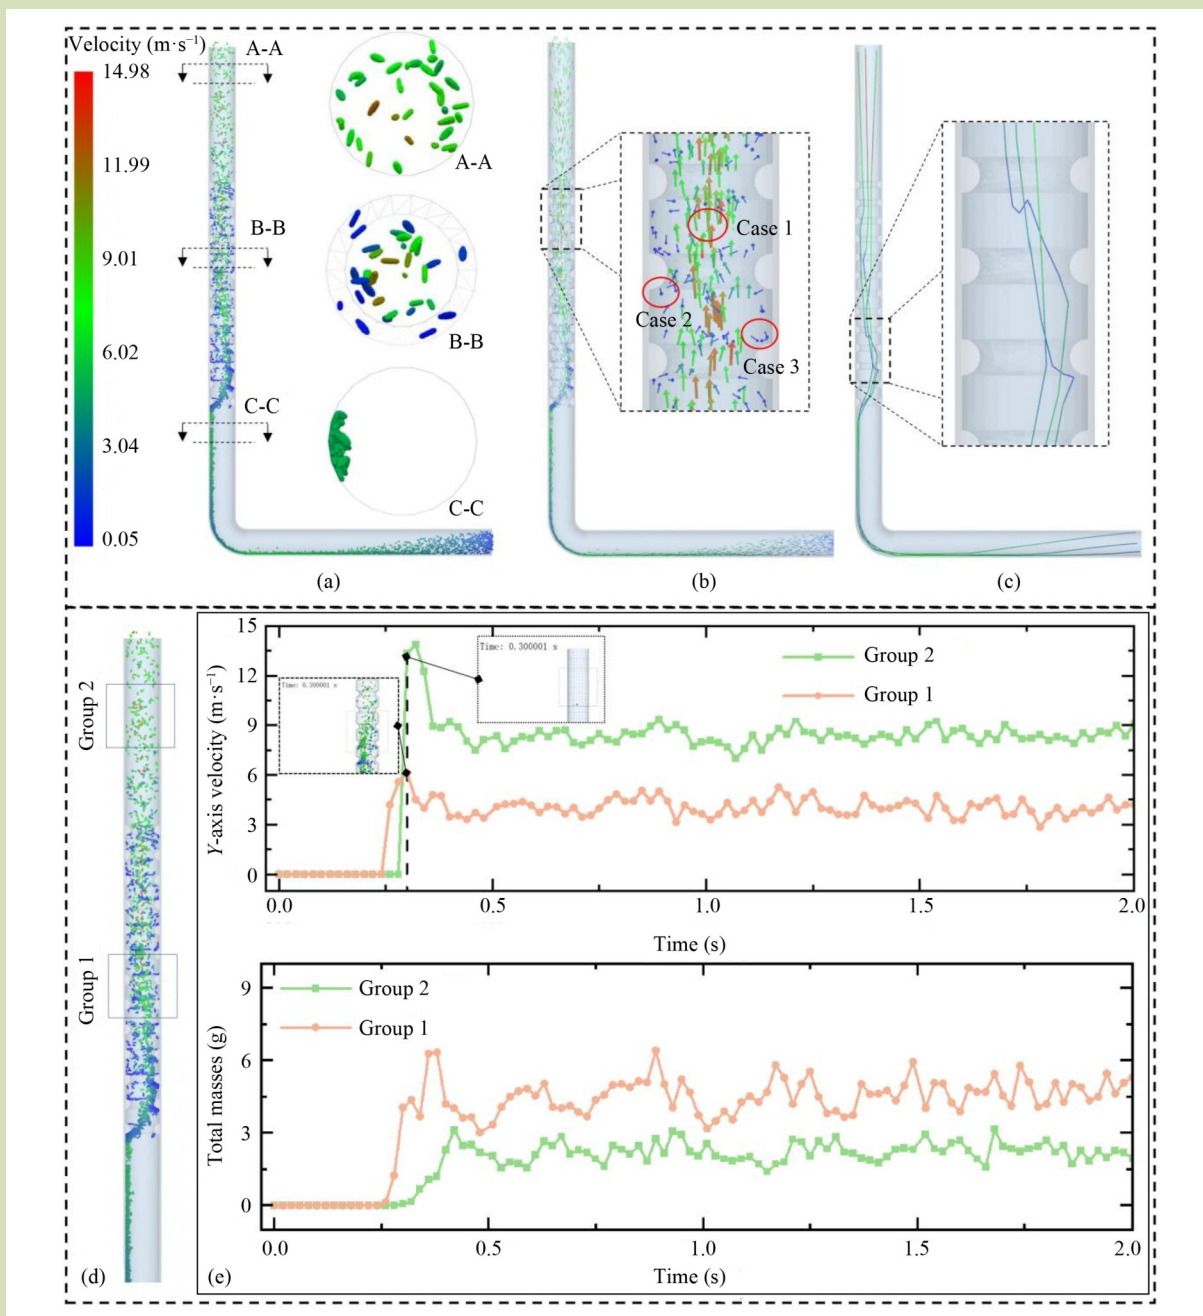 Velocity (m·s⁻¹)
14.98
11.99
9.01
6.02
3.04
0.05
A-A
B-B
C-C
A-A
B-B
C-C
(a)
Case 1
Case 2
Case 3
(b)
(c)
Group 2
Group 1
(d)
Y-axis velocity (m·s⁻¹)
15
12
9
6
3
0
Time: 0.300001 s
Time: 0.300001 s
Group 2
Group 1
0.0 0.5 1.0 1.5 2.0
Time (s)
Total masses (g)
9
6
3
0
Group 2
Group 1
0.0 0.5 1.0 1.5 2.0
Time (s)
(e)